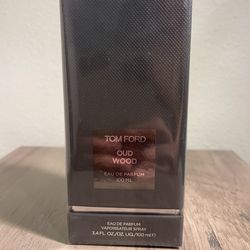 TOM FORD
OUD
WOOD
EAU DE PARFUM
100 ML
EAU DE PARFUM
VAPORISATEUR SPRAY
3.4 FL.OZ./OZ.LIQ./100 ml ℮